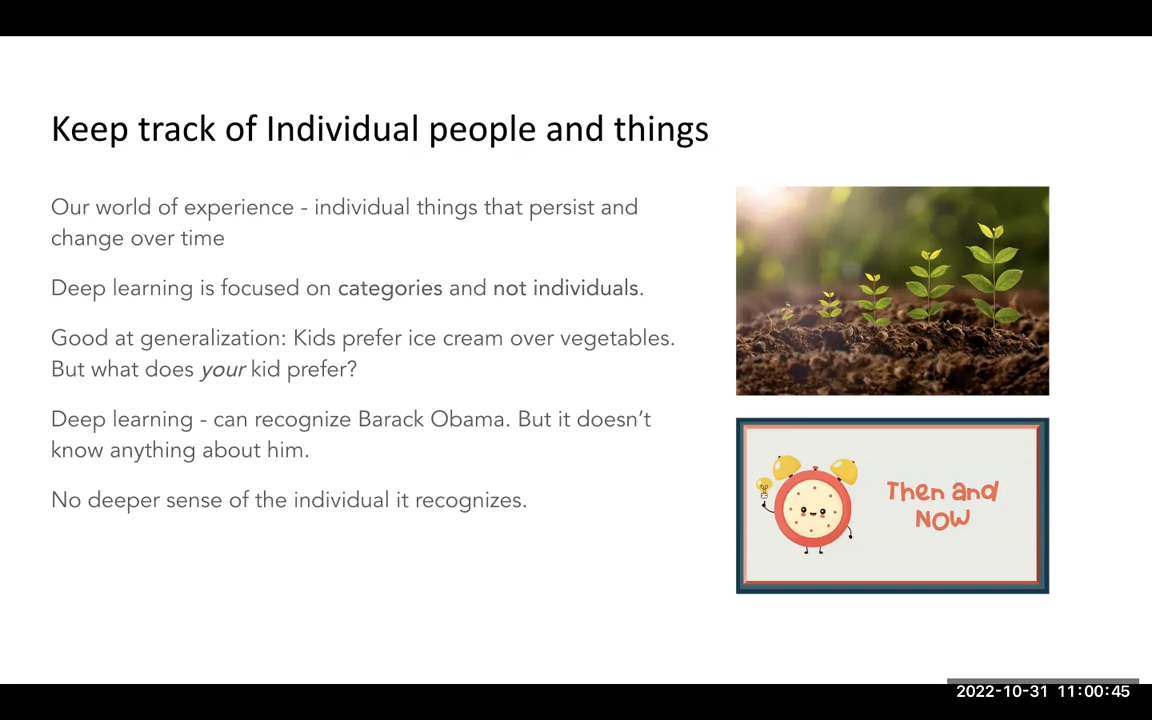 Keep track of Individual people and things
Our world of experience - individual things that persist and
change over time
Deep learning is focused on categories and not individuals.
Good at generalization: Kids prefer ice cream over vegetables.
But what does your kid prefer?
Deep learning - can recognize Barack Obama. But it doesn’t
know anything about him.
No deeper sense of the individual it recognizes.
Then and
NOW
2022-10-31 11:00:45